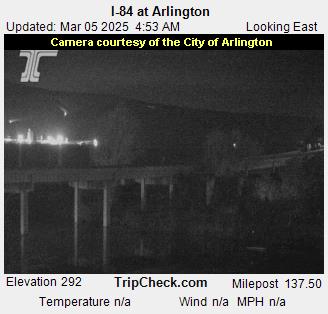 I-84 at Arlington
Updated: Mar 05 2025 4:53 AM Looking East
Camera courtesy of the City of Arlington
Elevation 292 TripCheck.com Milepost 137.50
Temperature n/a Wind n/a MPH n/a